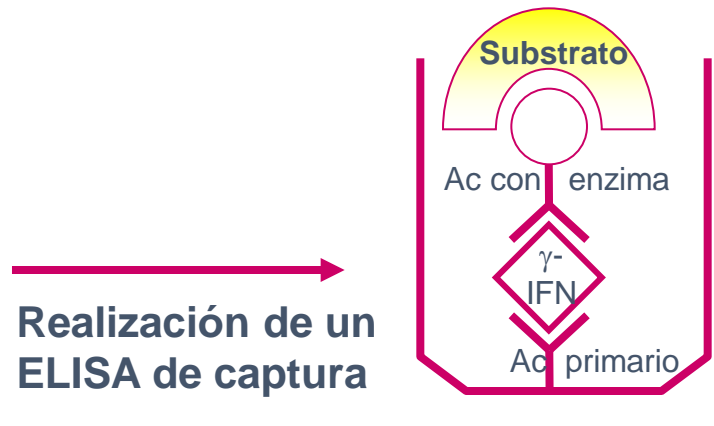 Substrato
Ac con enzima
γ-
IFN
Ac primario
Realización de un
ELISA de captura